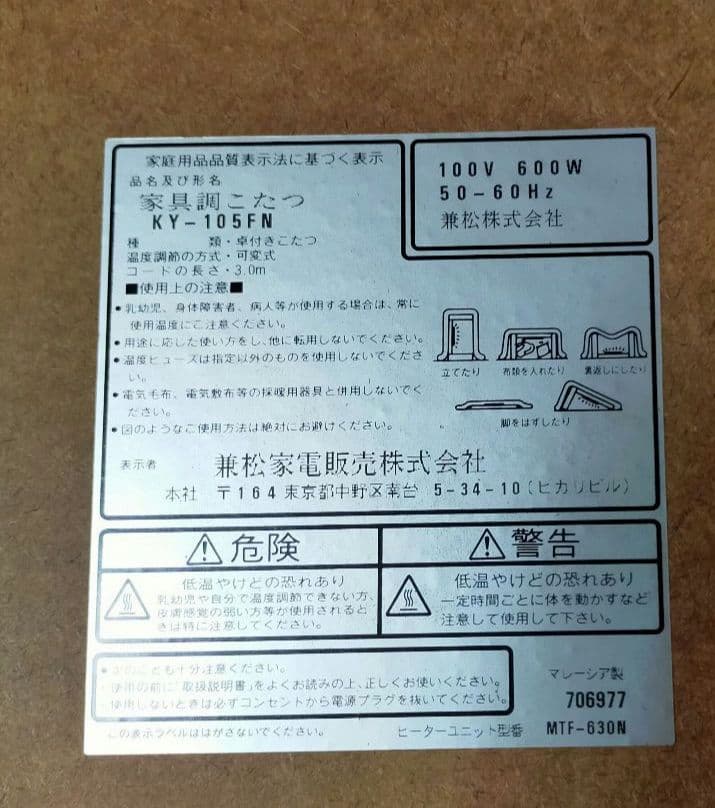 家庭用品品質表示法に基づく表示
品名及び形名
家具調こたつ
KY-105FN
種　　　類・卓付きこたつ
温度調節の方式・可変式
コードの長さ・3.0m
■使用上の注意■
●乳幼児、身体障害者、病人等が使用する場合は、常に
使用温度にご注意ください。
●用途に応じた使い方をし、他に転用しないでください。
●温度ヒューズは指定以外のものを使用しないでくださ
い。
●電気毛布、電気敷布等の採暖用器具と併用しないでく
ださい。
●図のようなご使用方法は絶対にお避けください。
100V 600W
50-60Hz
兼松株式会社
立てたり
布類を入れたり
裏返しにしたり
脚をはずしたり
表示者 兼松家電販売株式会社
本社 〒164 東京都中野区南台 5-34-10(ヒカリビル)
⚠危険
低温やけどの恐れあり
乳幼児や自分で温度調節できない方、
皮膚感覚の弱い方等が使用されると
きは特に注意してください。
⚠警告
低温やけどの恐れあり
一定時間ごとに体を動かすなど
注意して使用して下さい。
のことも十分注意ください。
・使用の前に「取扱説明書」をよくお読みの上、正しくお使いください。
・使用しないときは必ずコンセントから電源プラグを抜いてください。
この表示ラベルははがさないでください。
マレーシア製
706977
ヒーターユニット型番 MTF-630N